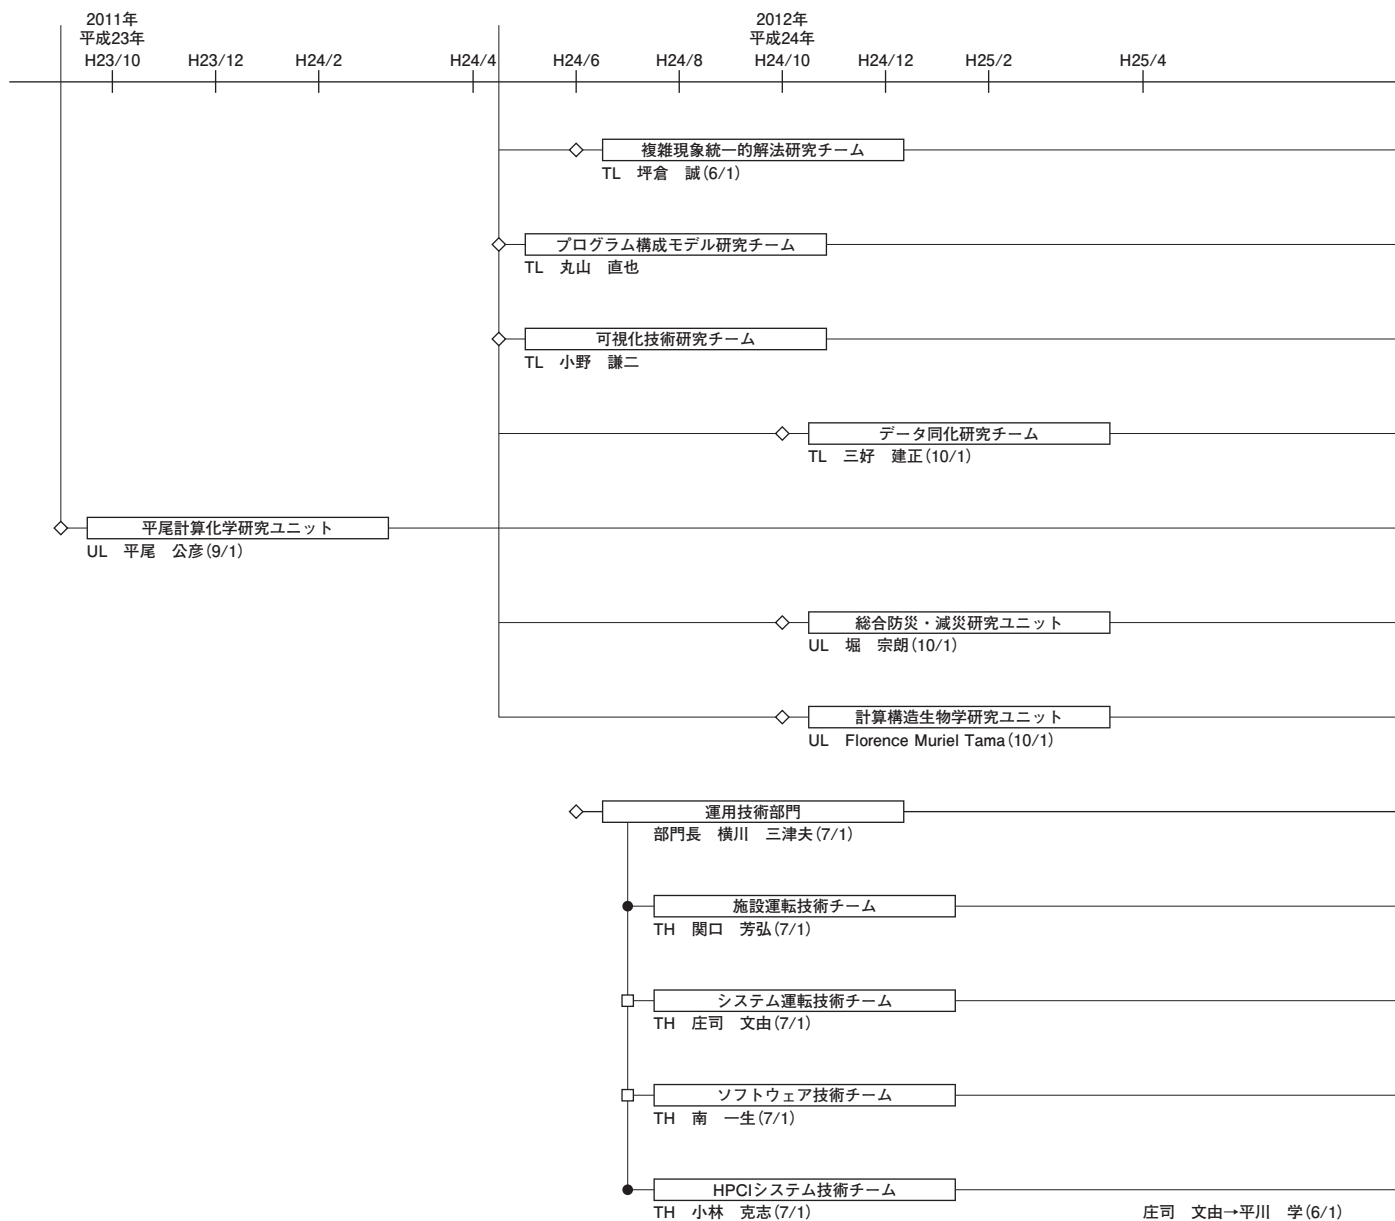 2011年
平成23年
2012年
平成24年
H23/10 H23/12 H24/2 H24/4 H24/6 H24/8 H24/10 H24/12 H25/2 H25/4
複雑現象統一的解法研究チーム
TL 坪倉 誠(6/1)
プログラム構成モデル研究チーム
TL 丸山 直也
可視化技術研究チーム
TL 小野 謙二
データ同化研究チーム
TL 三好 建正(10/1)
平尾計算化学研究ユニット
UL 平尾 公彦(9/1)
総合防災・減災研究ユニット
UL 堀 宗朗(10/1)
計算構造生物学研究ユニット
UL Florence Muriel Tama(10/1)
運用技術部門
部門長 横川 三津夫(7/1)
施設運転技術チーム
TH 関口 芳弘(7/1)
システム運転技術チーム
TH 庄司 文由(7/1)
ソフトウェア技術チーム
TH 南 一生(7/1)
HPCIシステム技術チーム
TH 小林 克志(7/1) 庄司 文由→平川 学(6/1)